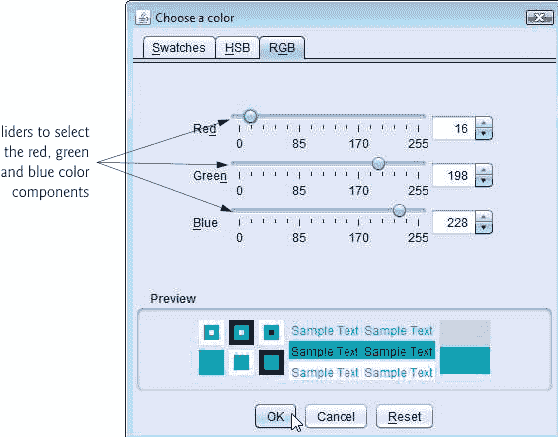 Choose a color
Swatches HSB RGB
liders to select
the red, green
and blue color
components
Red 16
0 85 170 255
Green 198
0 85 170 255
Blue 228
0 85 170 255
Preview
Sample Text Sample Text
Sample Text Sample Text
Sample Text Sample Text
OK Cancel Reset